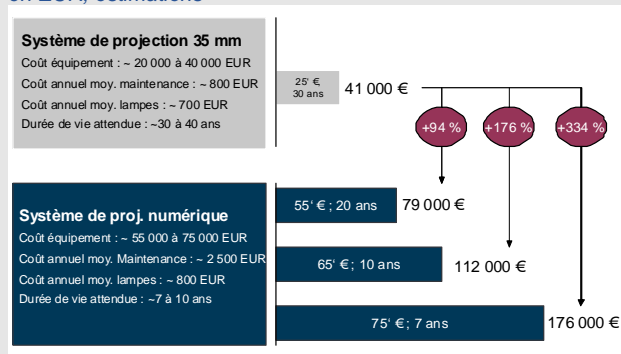 Système de projection 35 mm
Coût équipement : ~ 20 000 à 40 000 EUR
Coût annuel moy. maintenance : ~ 800 EUR
Coût annuel moy. lampes : ~ 700 EUR
Durée de vie attendue : ~30 à 40 ans
25‘ €,
30 ans
41 000 €
+94 %
+176 %
+334 %
Système de proj. numérique
Coût équipement : ~ 55 000 à 75 000 EUR
Coût annuel moy. Maintenance : ~ 2 500 EUR
Coût annuel moy. lampes : ~ 800 EUR
Durée de vie attendue : ~7 à 10 ans
55‘ € ; 20 ans
79 000 €
65‘ € ; 10 ans
112 000 €
75‘ € ; 7 ans
176 000 €